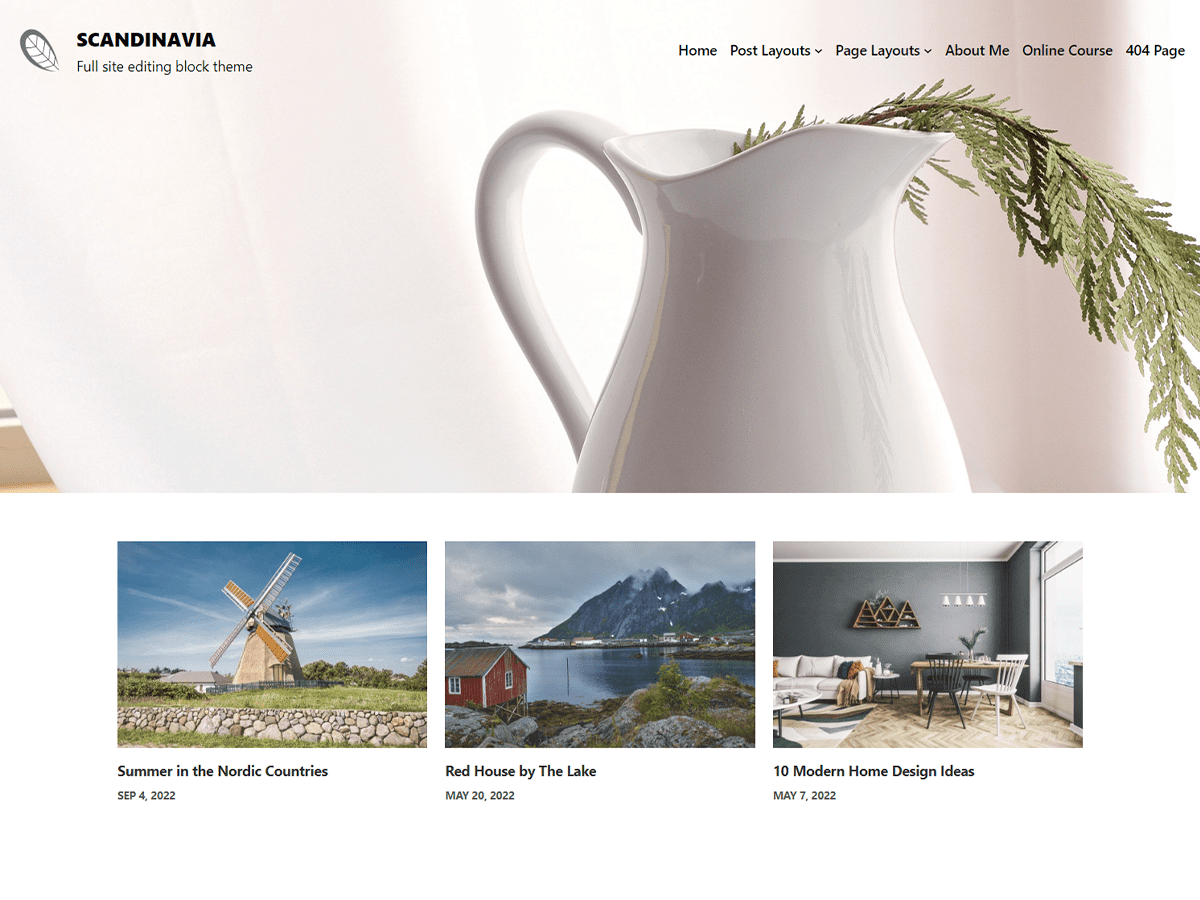 SCANDINAVIA
Full site editing block theme
Home Post Layouts Page Layouts About Me Online Course 404 Page
Summer in the Nordic Countries
SEP 4, 2022
Red House by The Lake
MAY 20, 2022
10 Modern Home Design Ideas
MAY 7, 2022